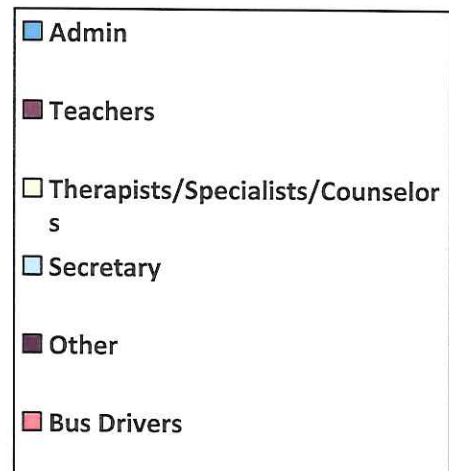 Admin
Teachers
Therapists/Specialists/Counselor
s
Secretary
Other
Bus Drivers